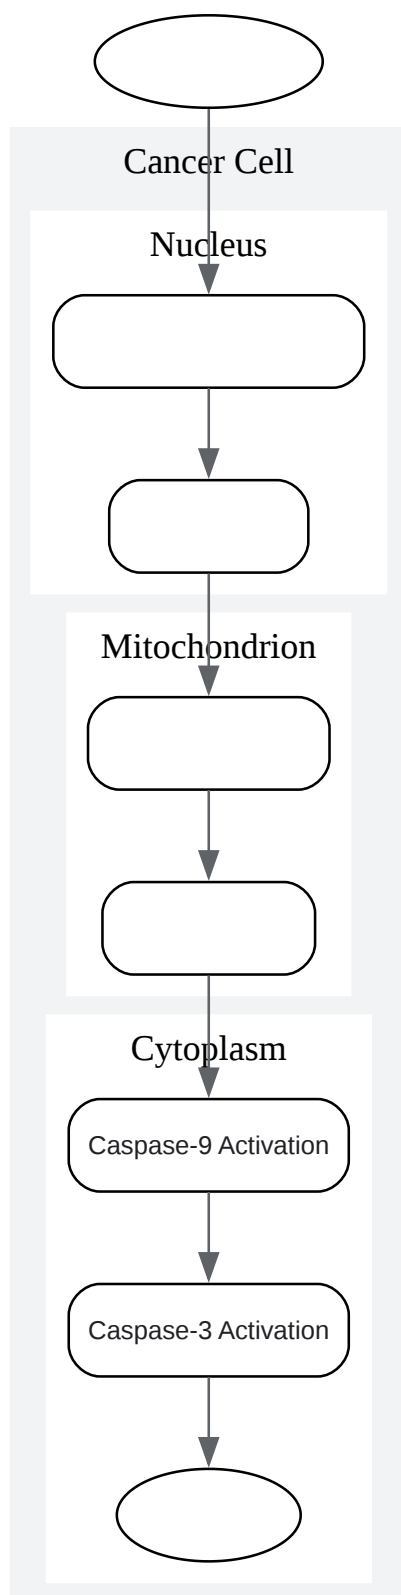 Cancer Cell
Nucleus
Mitochondrion
Cytoplasm
Caspase-9 Activation
Caspase-3 Activation